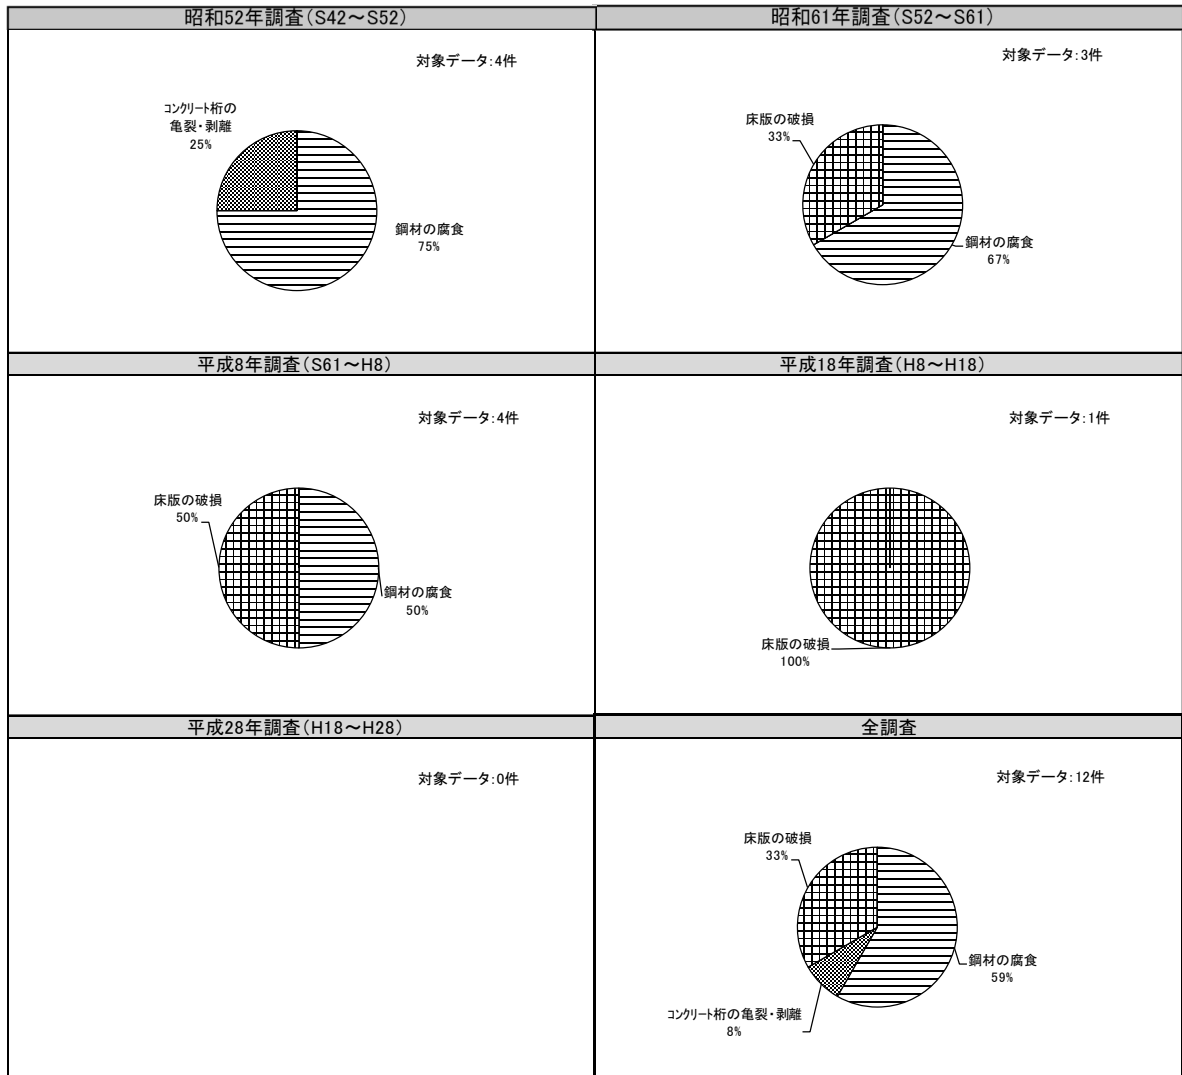 昭和52年調査(S42～S52)
対象データ:4件
コンクリート桁の
亀裂・剥離
25%
鋼材の腐食
75%
昭和61年調査(S52～S61)
対象データ:3件
床版の破損
33%
鋼材の腐食
67%
平成8年調査(S61～H8)
対象データ:4件
床版の破損
50%
鋼材の腐食
50%
平成18年調査(H8～H18)
対象データ:1件
床版の破損
100%
平成28年調査(H18～H28)
対象データ:0件
全調査
対象データ:12件
床版の破損
33%
鋼材の腐食
59%
コンクリート桁の亀裂・剥離
8%